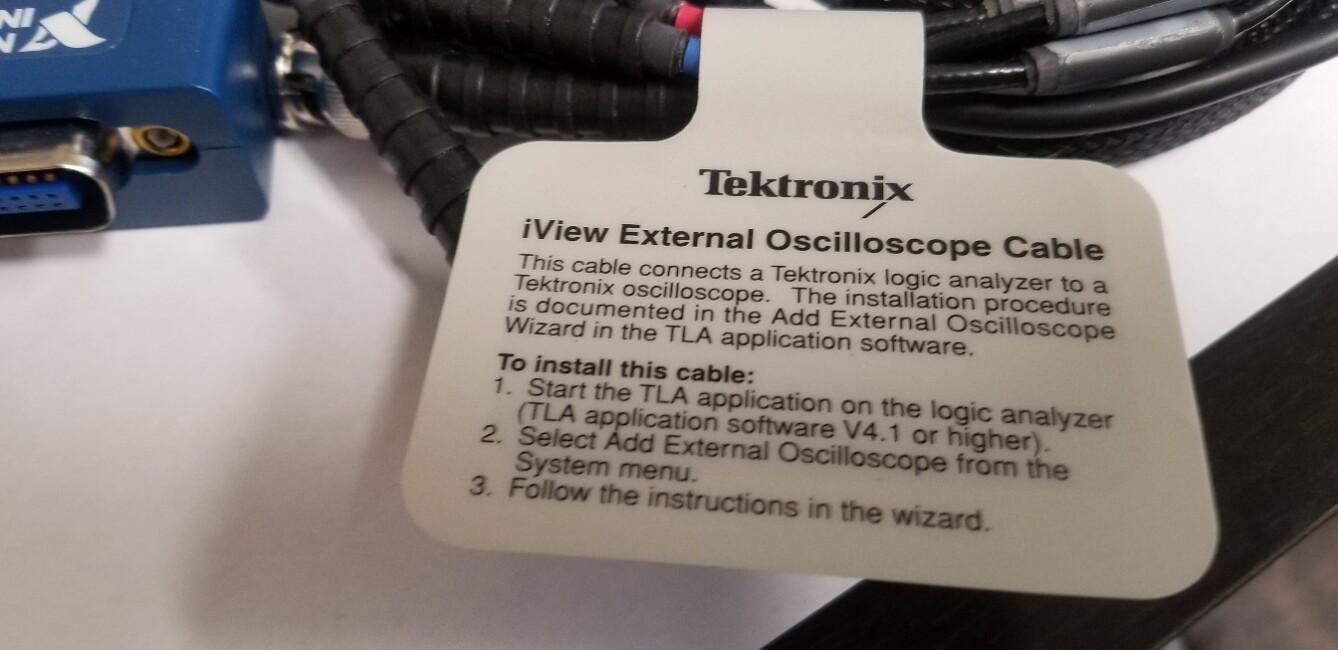 Tektronix
iView External Oscilloscope Cable
This cable connects a Tektronix logic analyzer to a
Tektronix oscilloscope.  The installation procedure
is documented in the Add External Oscilloscope
Wizard in the TLA application software.
To install this cable:
1.  Start the TLA application on the logic analyzer
(TLA application software V4.1 or higher).
2.  Select Add External Oscilloscope from the
System menu.
3.  Follow the instructions in the wizard.